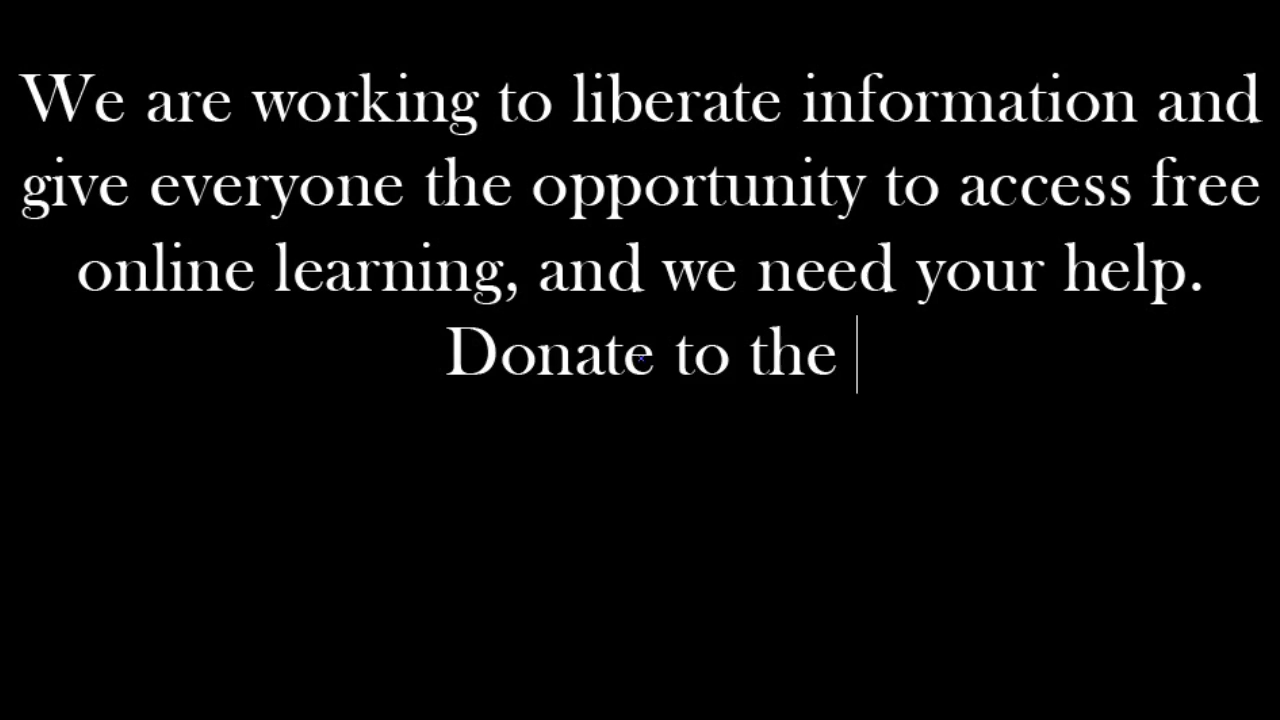 We are working to liberate information and
give everyone the opportunity to access free
online learning, and we need your help.
Donate to the